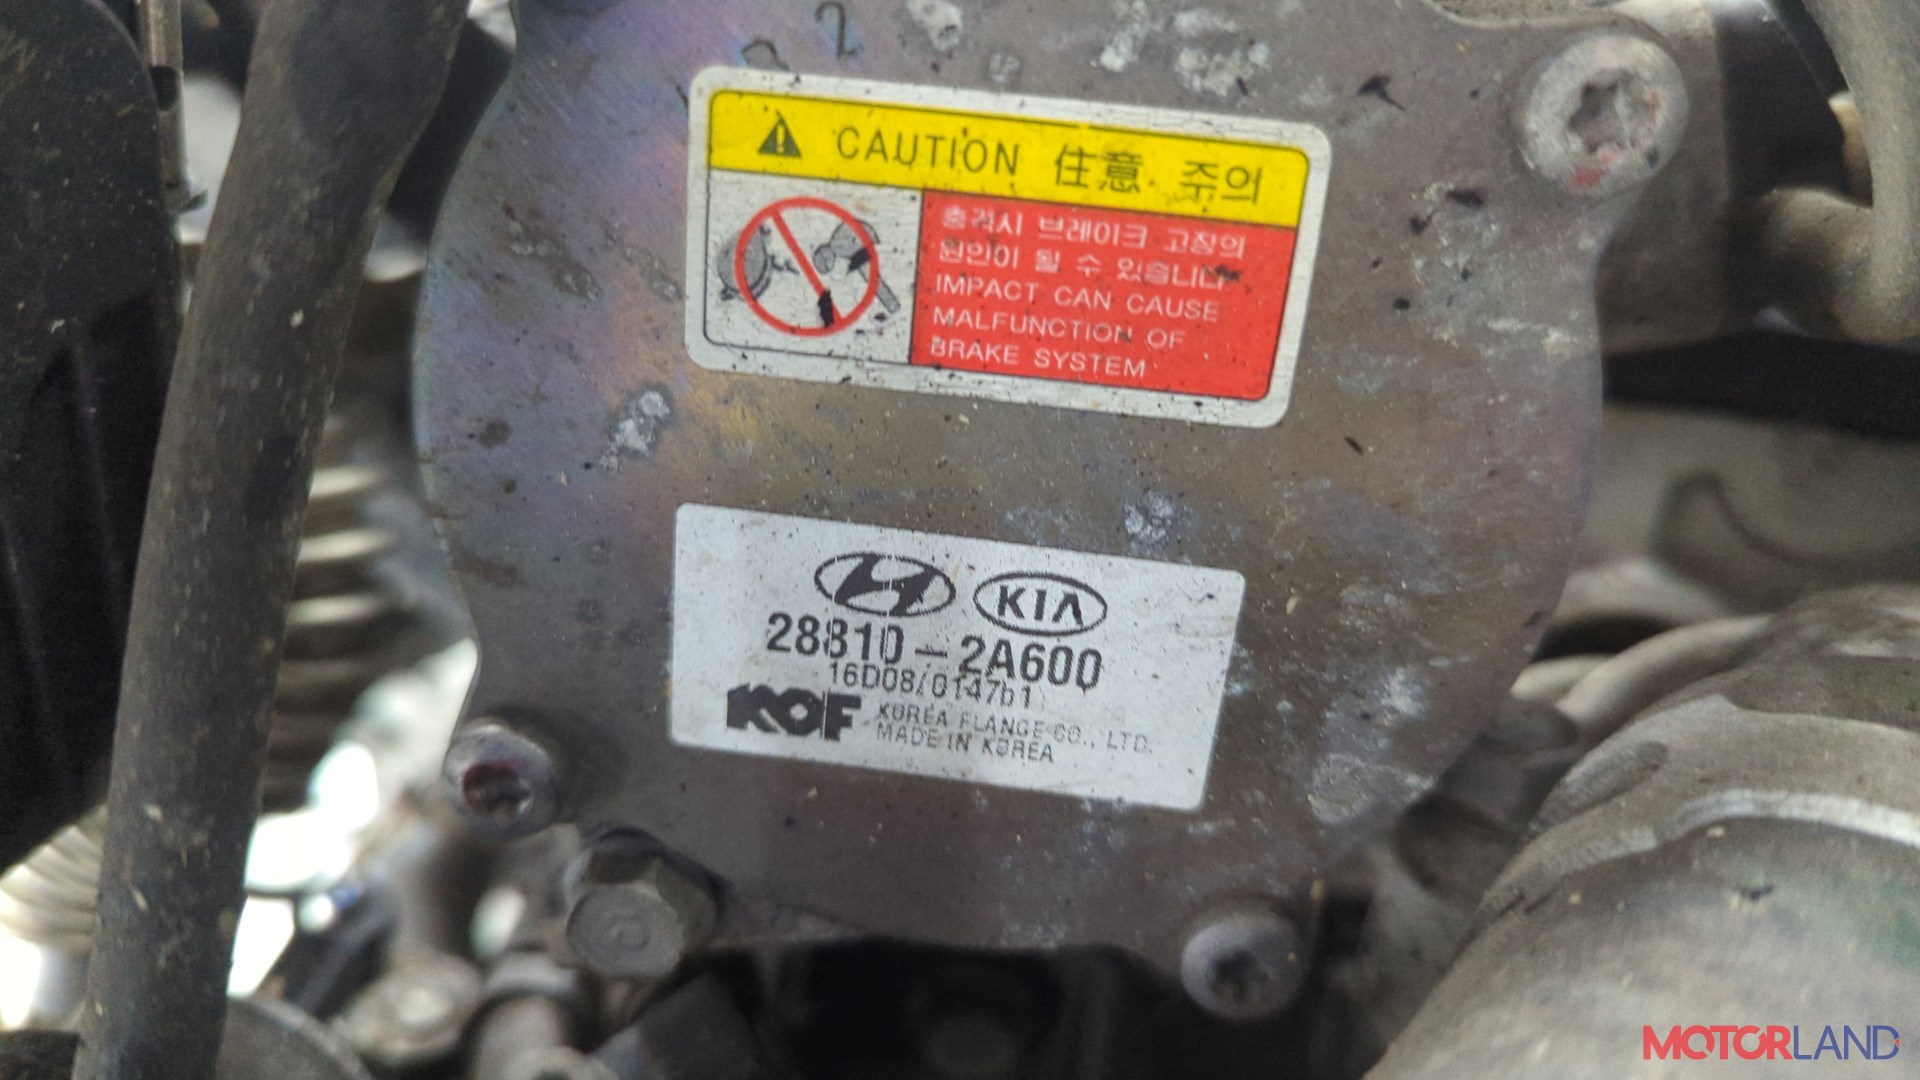 CAUTION 住意 주의
충격시 브레이크 고장의
원인이 될 수 있습니다
IMPACT CAN CAUSE
MALFUNCTION OF
BRAKE SYSTEM
KIA
28810-2A600
16D08/0147b1
KOF KOREA FLANGE CO., LTD.
MADE IN KOREA
MOTORLAND